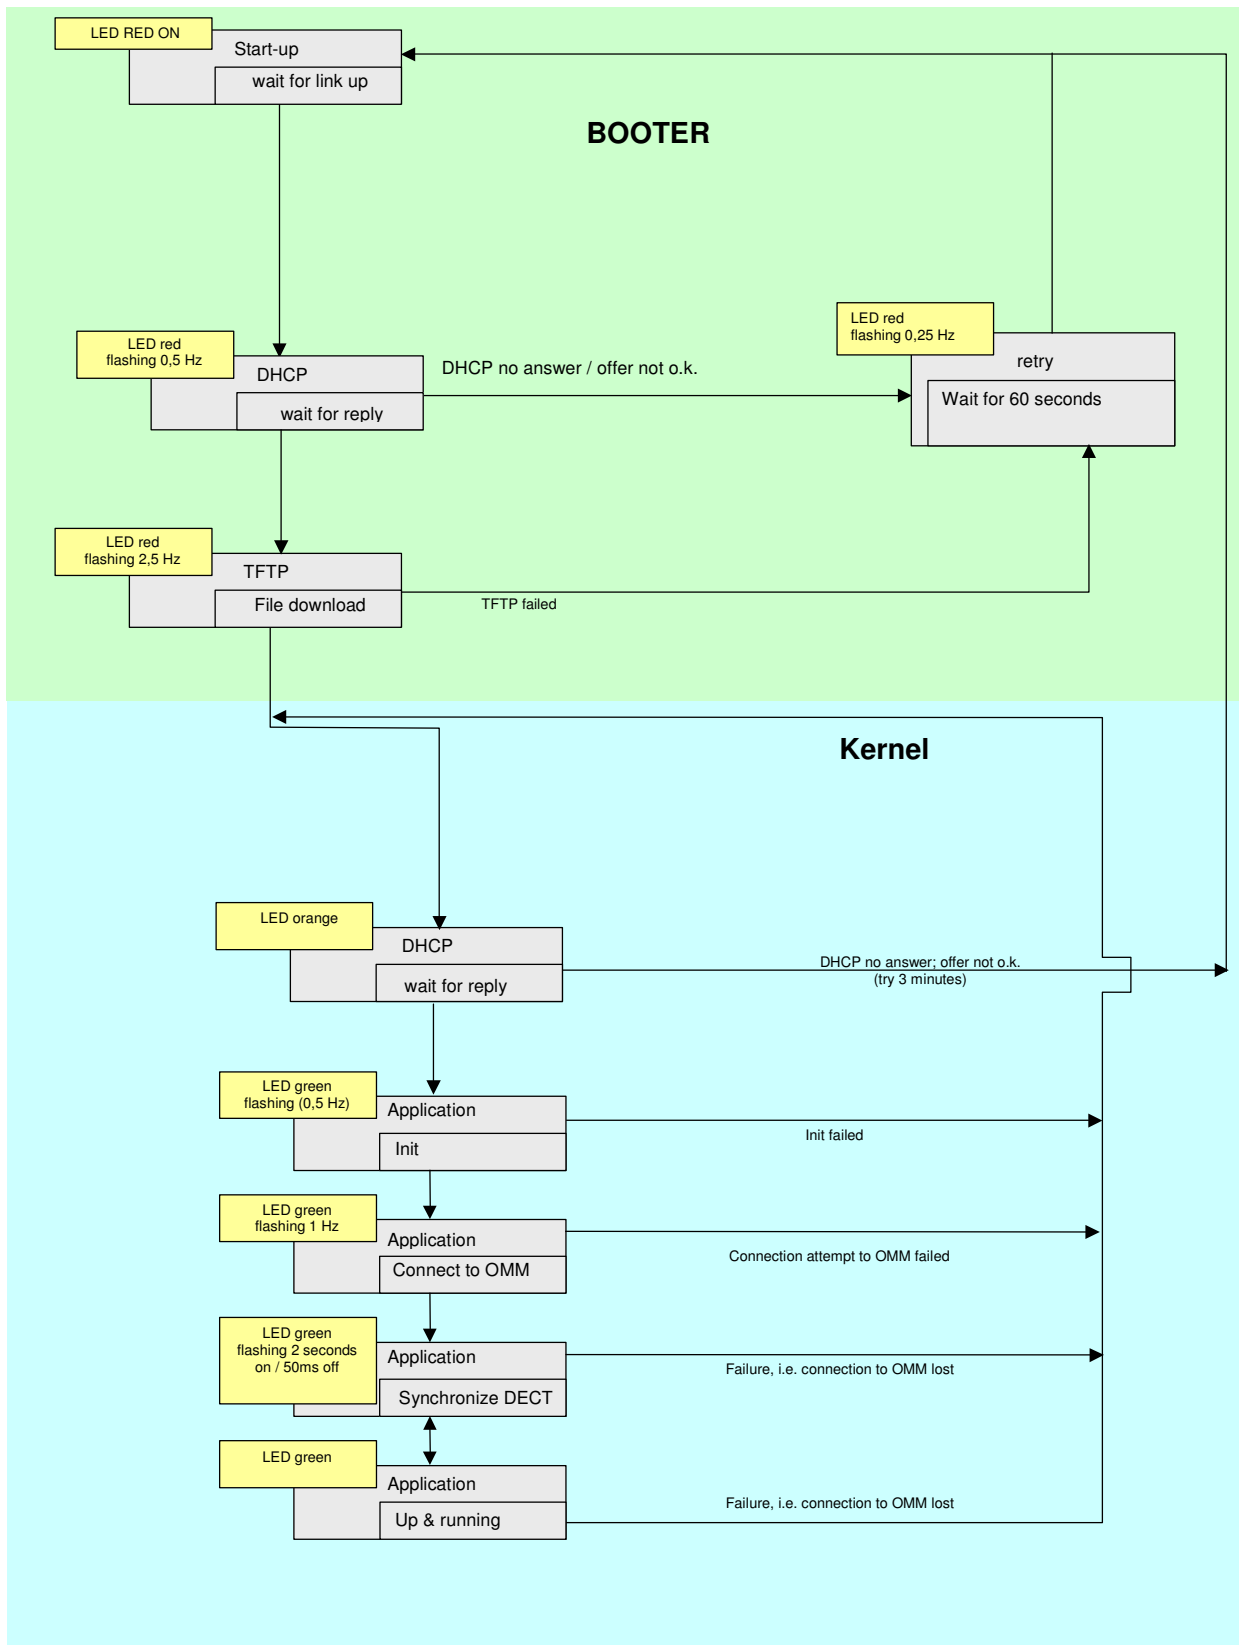 LED RED ON
Start-up
wait for link up
BOOTER
LED red
flashing 0,25 Hz
retry
Wait for 60 seconds
LED red
flashing 0,5 Hz
DHCP
wait for reply
DHCP no answer / offer not o.k.
LED red
flashing 2,5 Hz
TFTP
File download
TFTP failed
Kernel
LED orange
DHCP
wait for reply
DHCP no answer; offer not o.k.
(try 3 minutes)
LED green
flashing (0,5 Hz)
Application
Init
Init failed
LED green
flashing 1 Hz
Application
Connect to OMM
Connection attempt to OMM failed
LED green
flashing 2 seconds
on / 50ms off
Application
Synchronize DECT
Failure, i.e. connection to OMM lost
LED green
Application
Up & running
Failure, i.e. connection to OMM lost